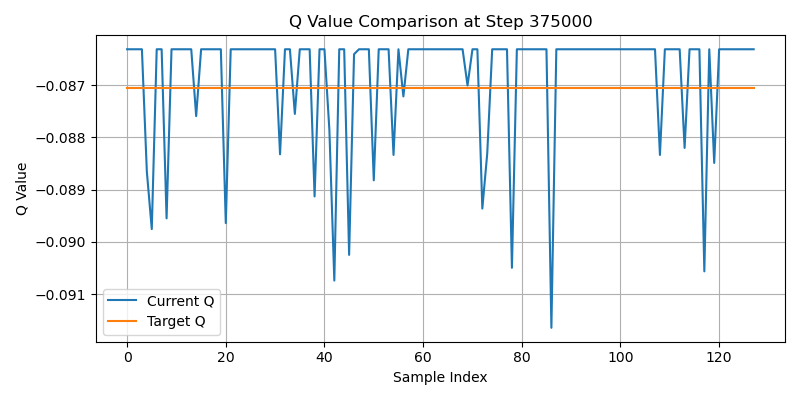 Q Value Comparison at Step 375000
Q Value
−0.087
−0.088
−0.089
−0.090
−0.091
Current Q
Target Q
0 20 40 60 80 100 120
Sample Index